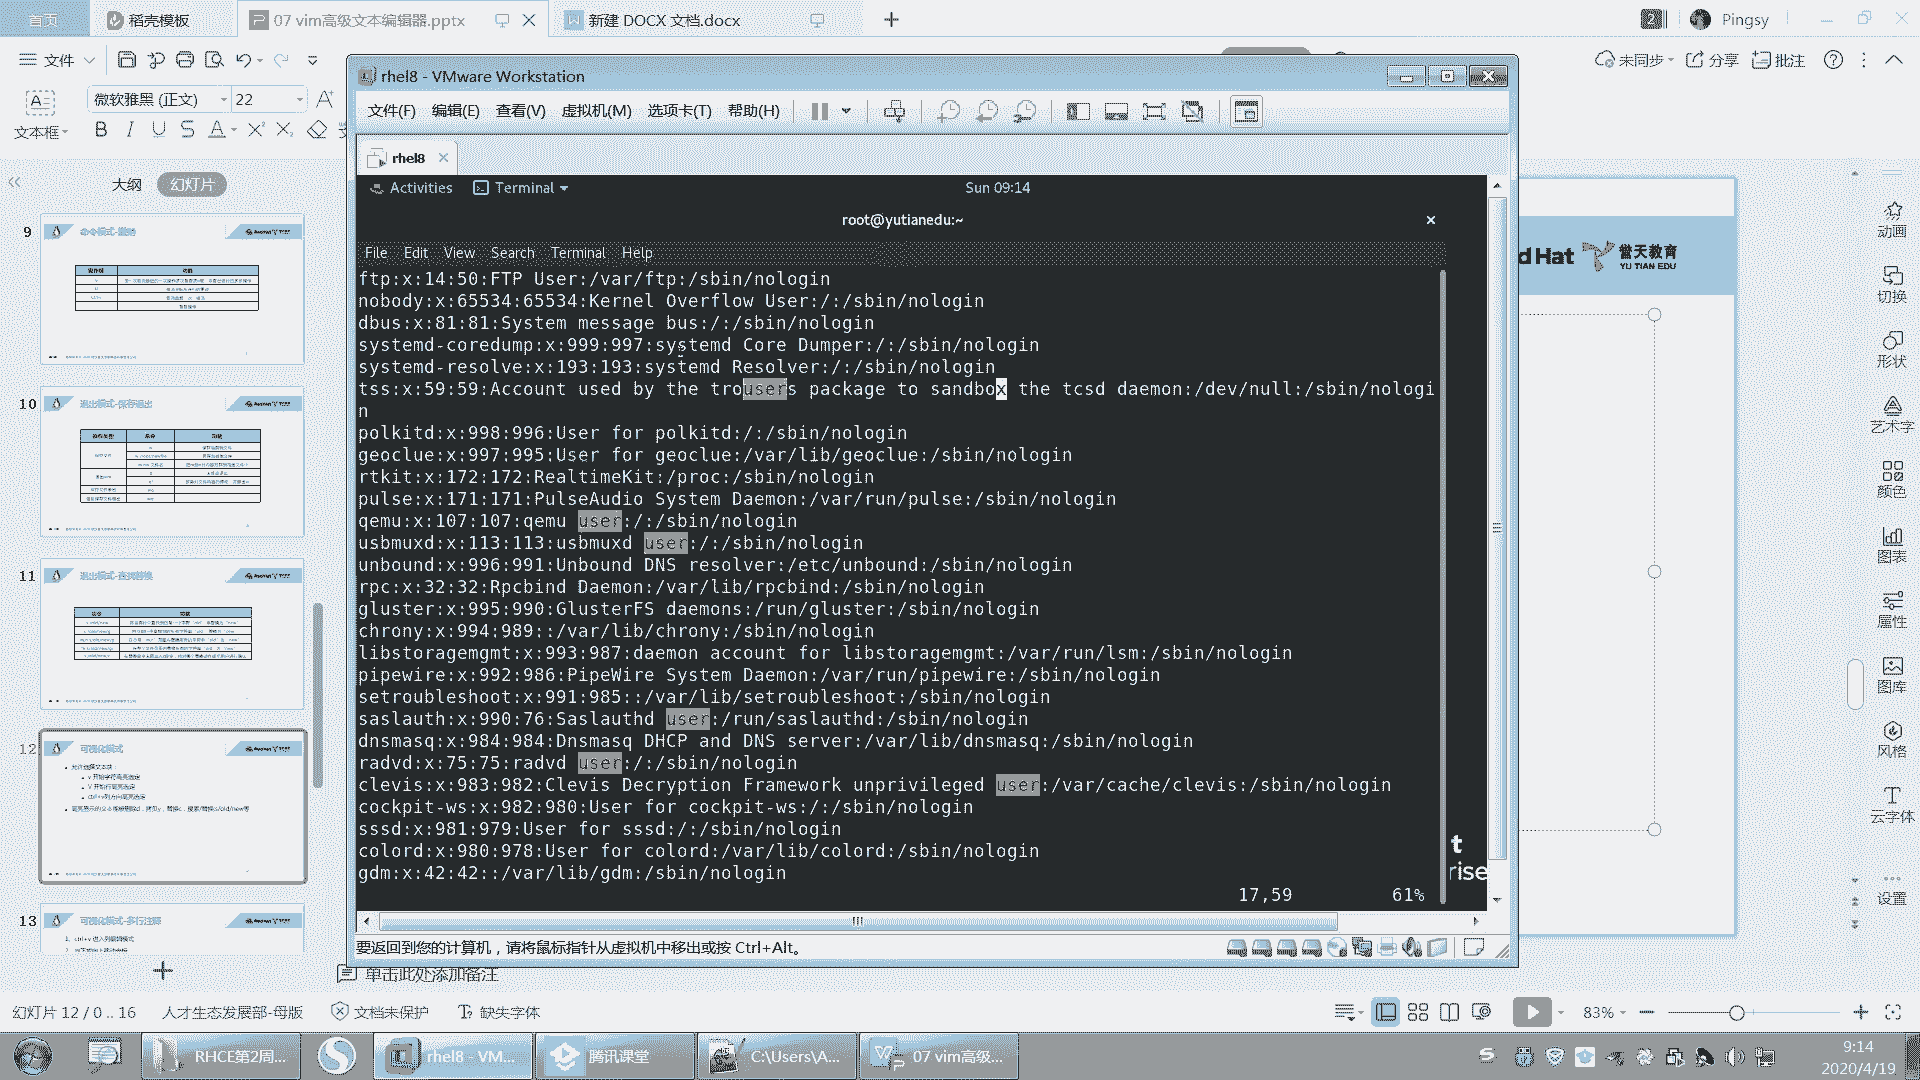 首页
稻壳模板
07 vim高级文本编辑器.pptx
新建 DOCX 文档.docx
2
Pingsy
文件
未同步
分享
批注
文本框
微软雅黑 (正文)
22
大纲
幻灯片
9
10
11
12
可视化模式
13
可视化模式-多行注释
rhel8 - VMware Workstation
文件(F)
编辑(E)
查看(V)
虚拟机(M)
选项卡(T)
帮助(H)
rhel8
Activities
Terminal
Sun 09:14
root@yutianedu:~
File Edit View Search Terminal Help
ftp:x:14:50:FTP User:/var/ftp:/sbin/nologin
nobody:x:65534:65534:Kernel Overflow User:/:/sbin/nologin
dbus:x:81:81:System message bus:/:/sbin/nologin
systemd-coredump:x:999:997:systemd Core Dumper:/:/sbin/nologin
systemd-resolve:x:193:193:systemd Resolver:/:/sbin/nologin
tss:x:59:59:Account used by the trousers package to sandbox the tcsd daemon:/dev/null:/sbin/nologi
n
polkitd:x:998:996:User for polkitd:/:/sbin/nologin
geoclue:x:997:995:User for geoclue:/var/lib/geoclue:/sbin/nologin
rtkit:x:172:172:RealtimeKit:/proc:/sbin/nologin
pulse:x:171:171:PulseAudio System Daemon:/var/run/pulse:/sbin/nologin
qemu:x:107:107:qemu user:/:/sbin/nologin
usbmuxd:x:113:113:usbmuxd user:/:/sbin/nologin
unbound:x:996:991:Unbound DNS resolver:/etc/unbound:/sbin/nologin
rpc:x:32:32:Rpcbind Daemon:/var/lib/rpcbind:/sbin/nologin
gluster:x:995:990:GlusterFS daemons:/run/gluster:/sbin/nologin
chrony:x:994:989::/var/lib/chrony:/sbin/nologin
libstoragemgmt:x:993:987:daemon account for libstoragemgmt:/var/run/lsm:/sbin/nologin
pipewire:x:992:986:PipeWire System Daemon:/var/run/pipewire:/sbin/nologin
setroubleshoot:x:991:985::/var/lib/setroubleshoot:/sbin/nologin
saslauth:x:990:76:Saslauthd user:/run/saslauthd:/sbin/nologin
dnsmasq:x:984:984:Dnsmasq DHCP and DNS server:/var/lib/dnsmasq:/sbin/nologin
radvd:x:75:75:radvd user:/:/sbin/nologin
clevis:x:983:982:Clevis Decryption Framework unprivileged user:/var/cache/clevis:/sbin/nologin
cockpit-ws:x:982:980:User for cockpit-ws:/:/sbin/nologin
sssd:x:981:979:User for sssd:/:/sbin/nologin
colord:x:980:978:User for colord:/var/lib/colord:/sbin/nologin
gdm:x:42:42::/var/lib/gdm:/sbin/nologin
17,59
61%
t
rise
要返回到您的计算机，请将鼠标指针从虚拟机中移出或按 Ctrl+Alt。
单击此处添加备注
d Hat
誉天教育
YU TIAN EDU
动画
切换
形状
艺术字
颜色
图表
属性
图库
风格
云字体
设置
幻灯片 12 / 0 .. 16
人才生态发展部-母版
文档未保护
缺失字体
83%
RHCE第2周...
rhel8 - VM...
腾讯课堂
C:\Users\A...
07 vim高级...
9:14
2020/4/19